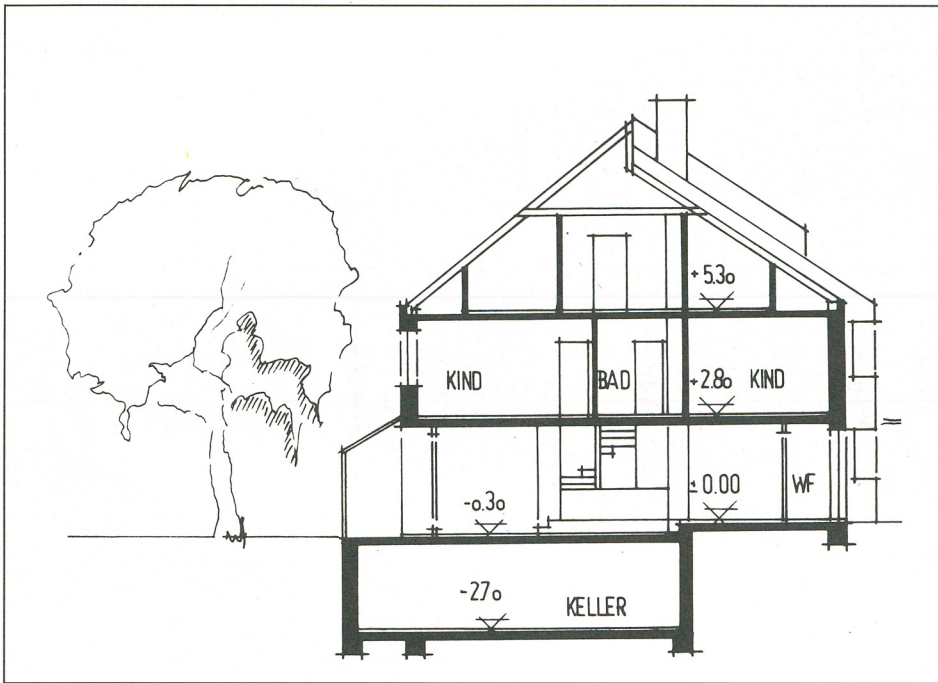 + 5.3o
KIND BAD + 2.8o KIND
- o.3o ± 0.00 WF
- 27o KELLER